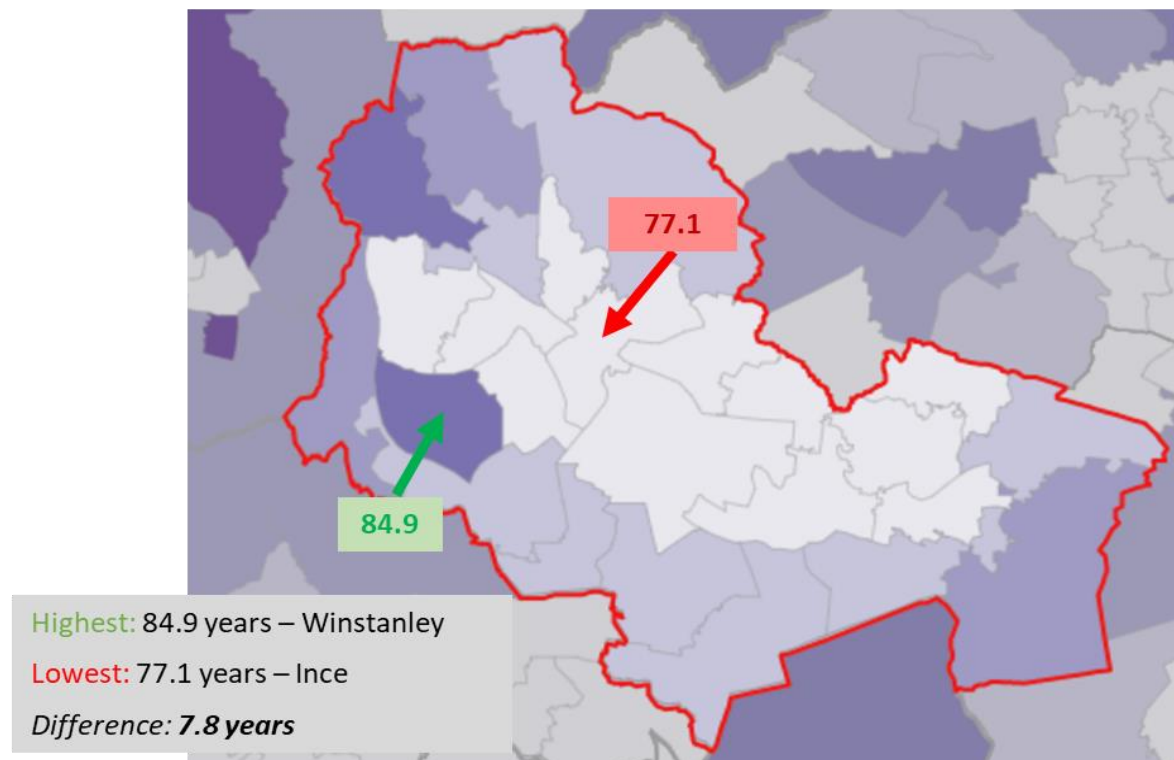 77.1
84.9
Highest: 84.9 years – Winstanley
Lowest: 77.1 years – Ince
Difference: 7.8 years